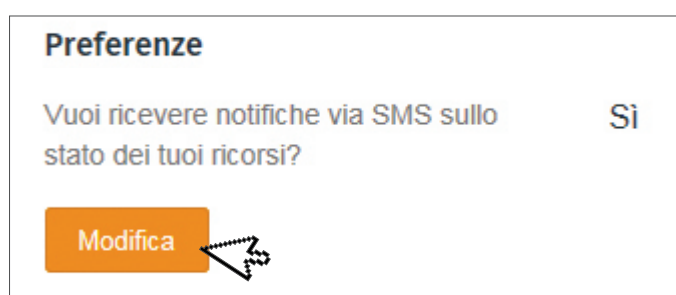 Preferenze
Vuoi ricevere notifiche via SMS sullo Sì
stato dei tuoi ricorsi?
Modifica